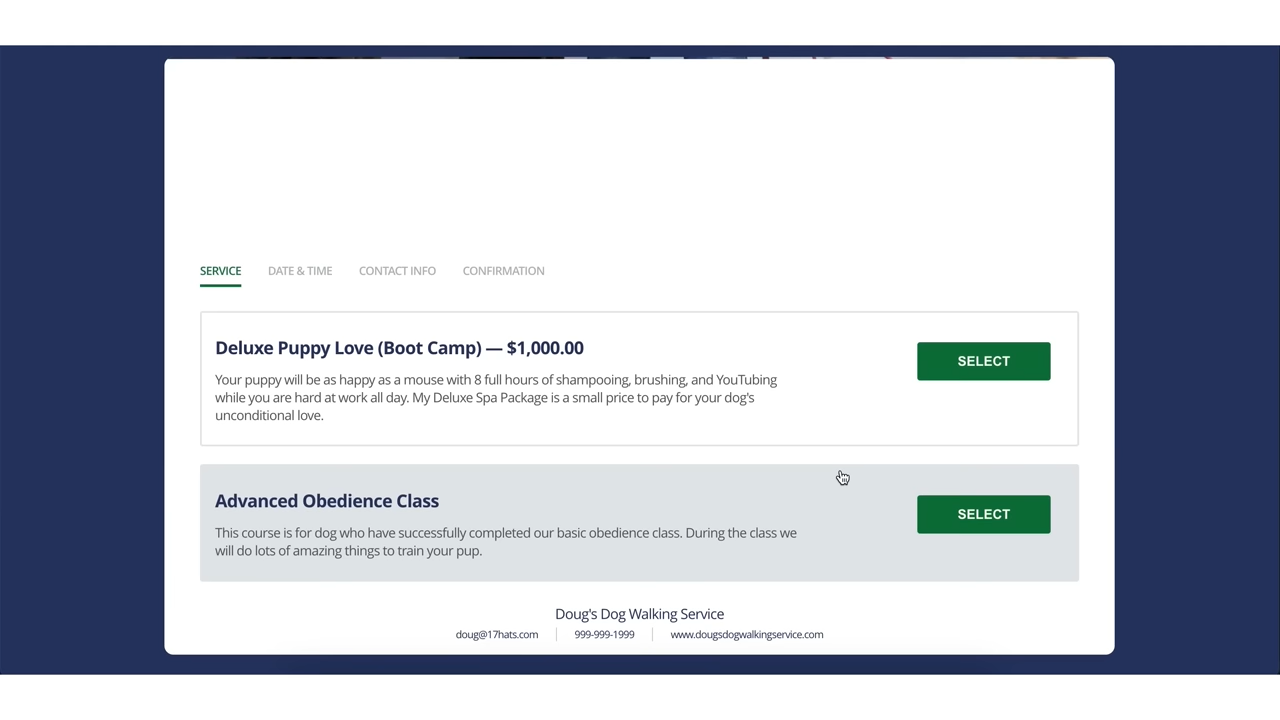 SERVICE DATE & TIME CONTACT INFO CONFIRMATION
Deluxe Puppy Love (Boot Camp) — $1,000.00
SELECT
Your puppy will be as happy as a mouse with 8 full hours of shampooing, brushing, and YouTubing
while you are hard at work all day. My Deluxe Spa Package is a small price to pay for your dog's
unconditional love.
Advanced Obedience Class
SELECT
This course is for dog who have successfully completed our basic obedience class. During the class we
will do lots of amazing things to train your pup.
Doug's Dog Walking Service
doug@17hats.com 999-999-1999 www.dougsdogwalkingservice.com